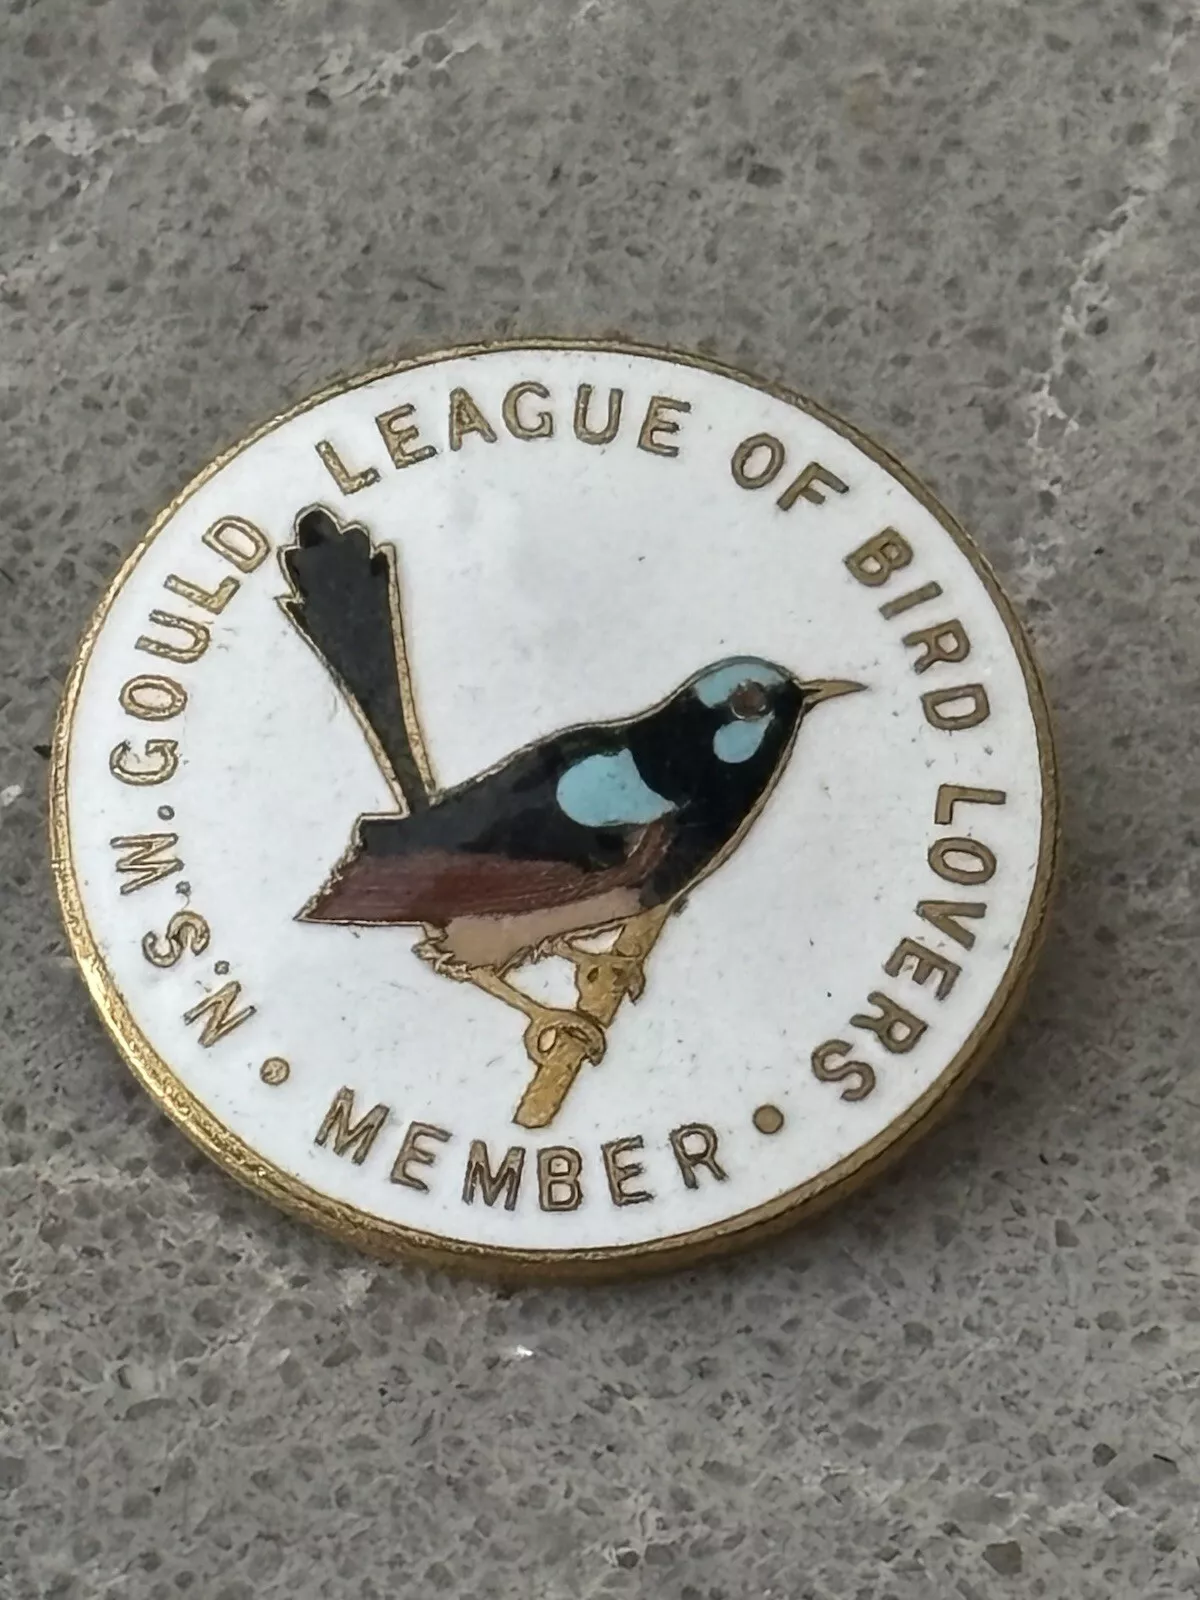 N.S.W. GOULD LEAGUE OF BIRD LOVERS
• MEMBER •